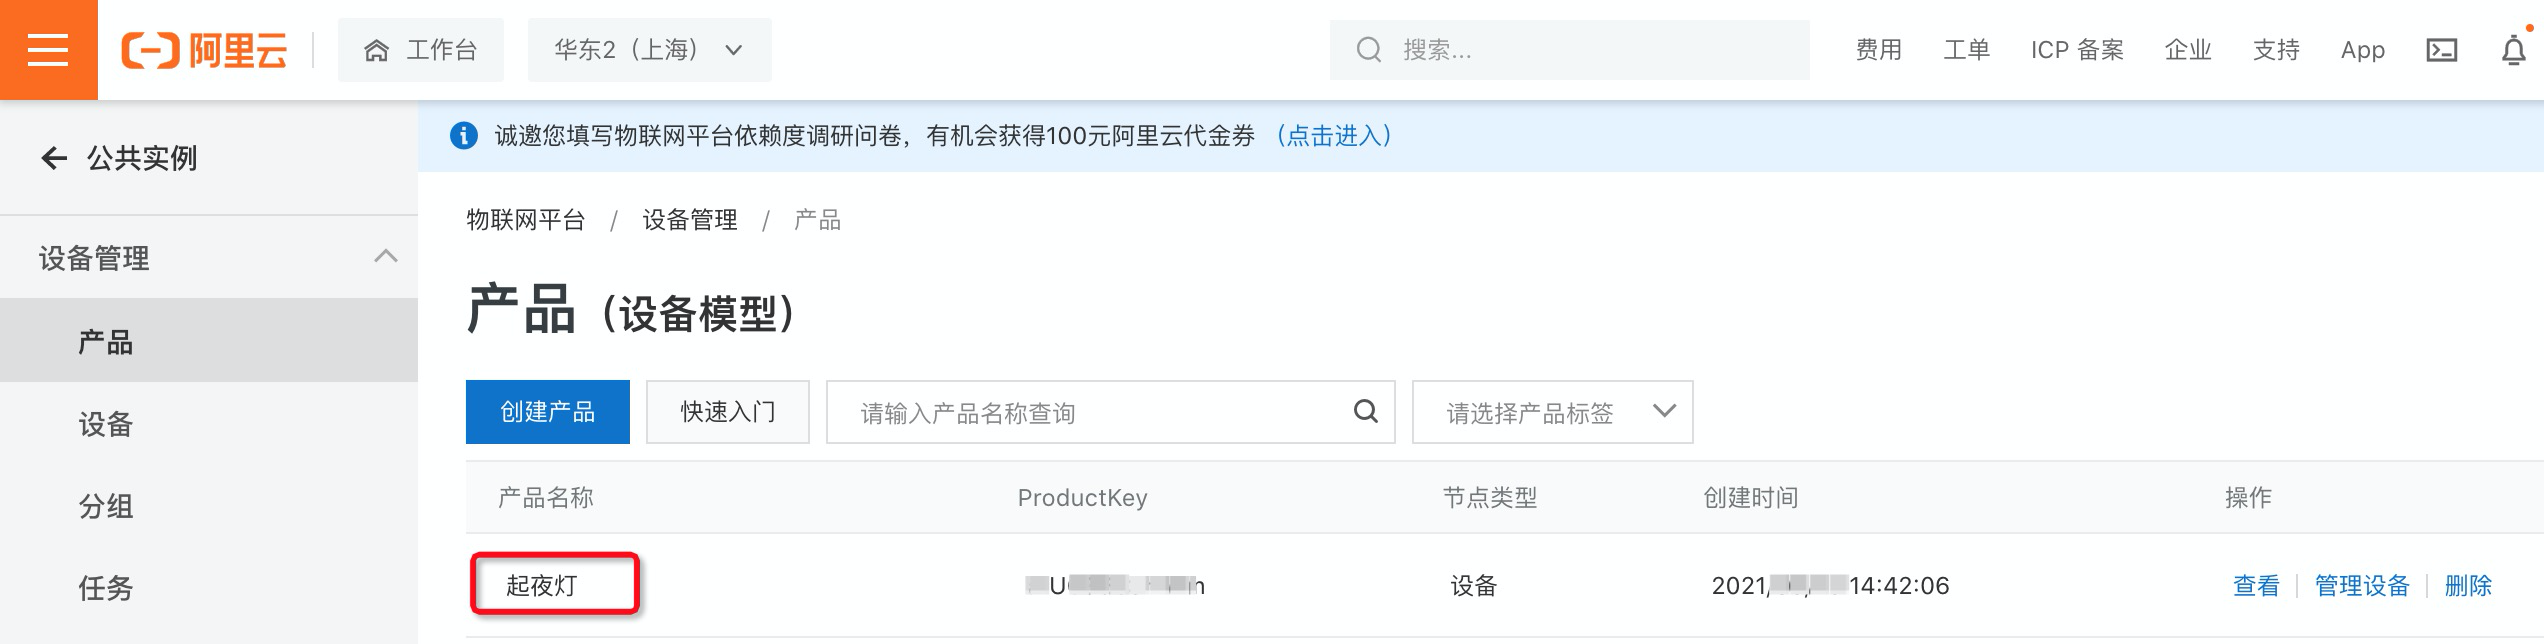 阿里云
工作台
华东2（上海）
搜索...
费用
工单
ICP 备案
企业
支持
App
公共实例
设备管理
产品
设备
分组
任务
诚邀您填写物联网平台依赖度调研问卷，有机会获得100元阿里云代金券 （点击进入）
物联网平台 / 设备管理 / 产品
产品（设备模型）
创建产品
快速入门
请输入产品名称查询
请选择产品标签
产品名称 ProductKey 节点类型 创建时间 操作
起夜灯 设备 2021/ 14:42:06 查看 管理设备 删除